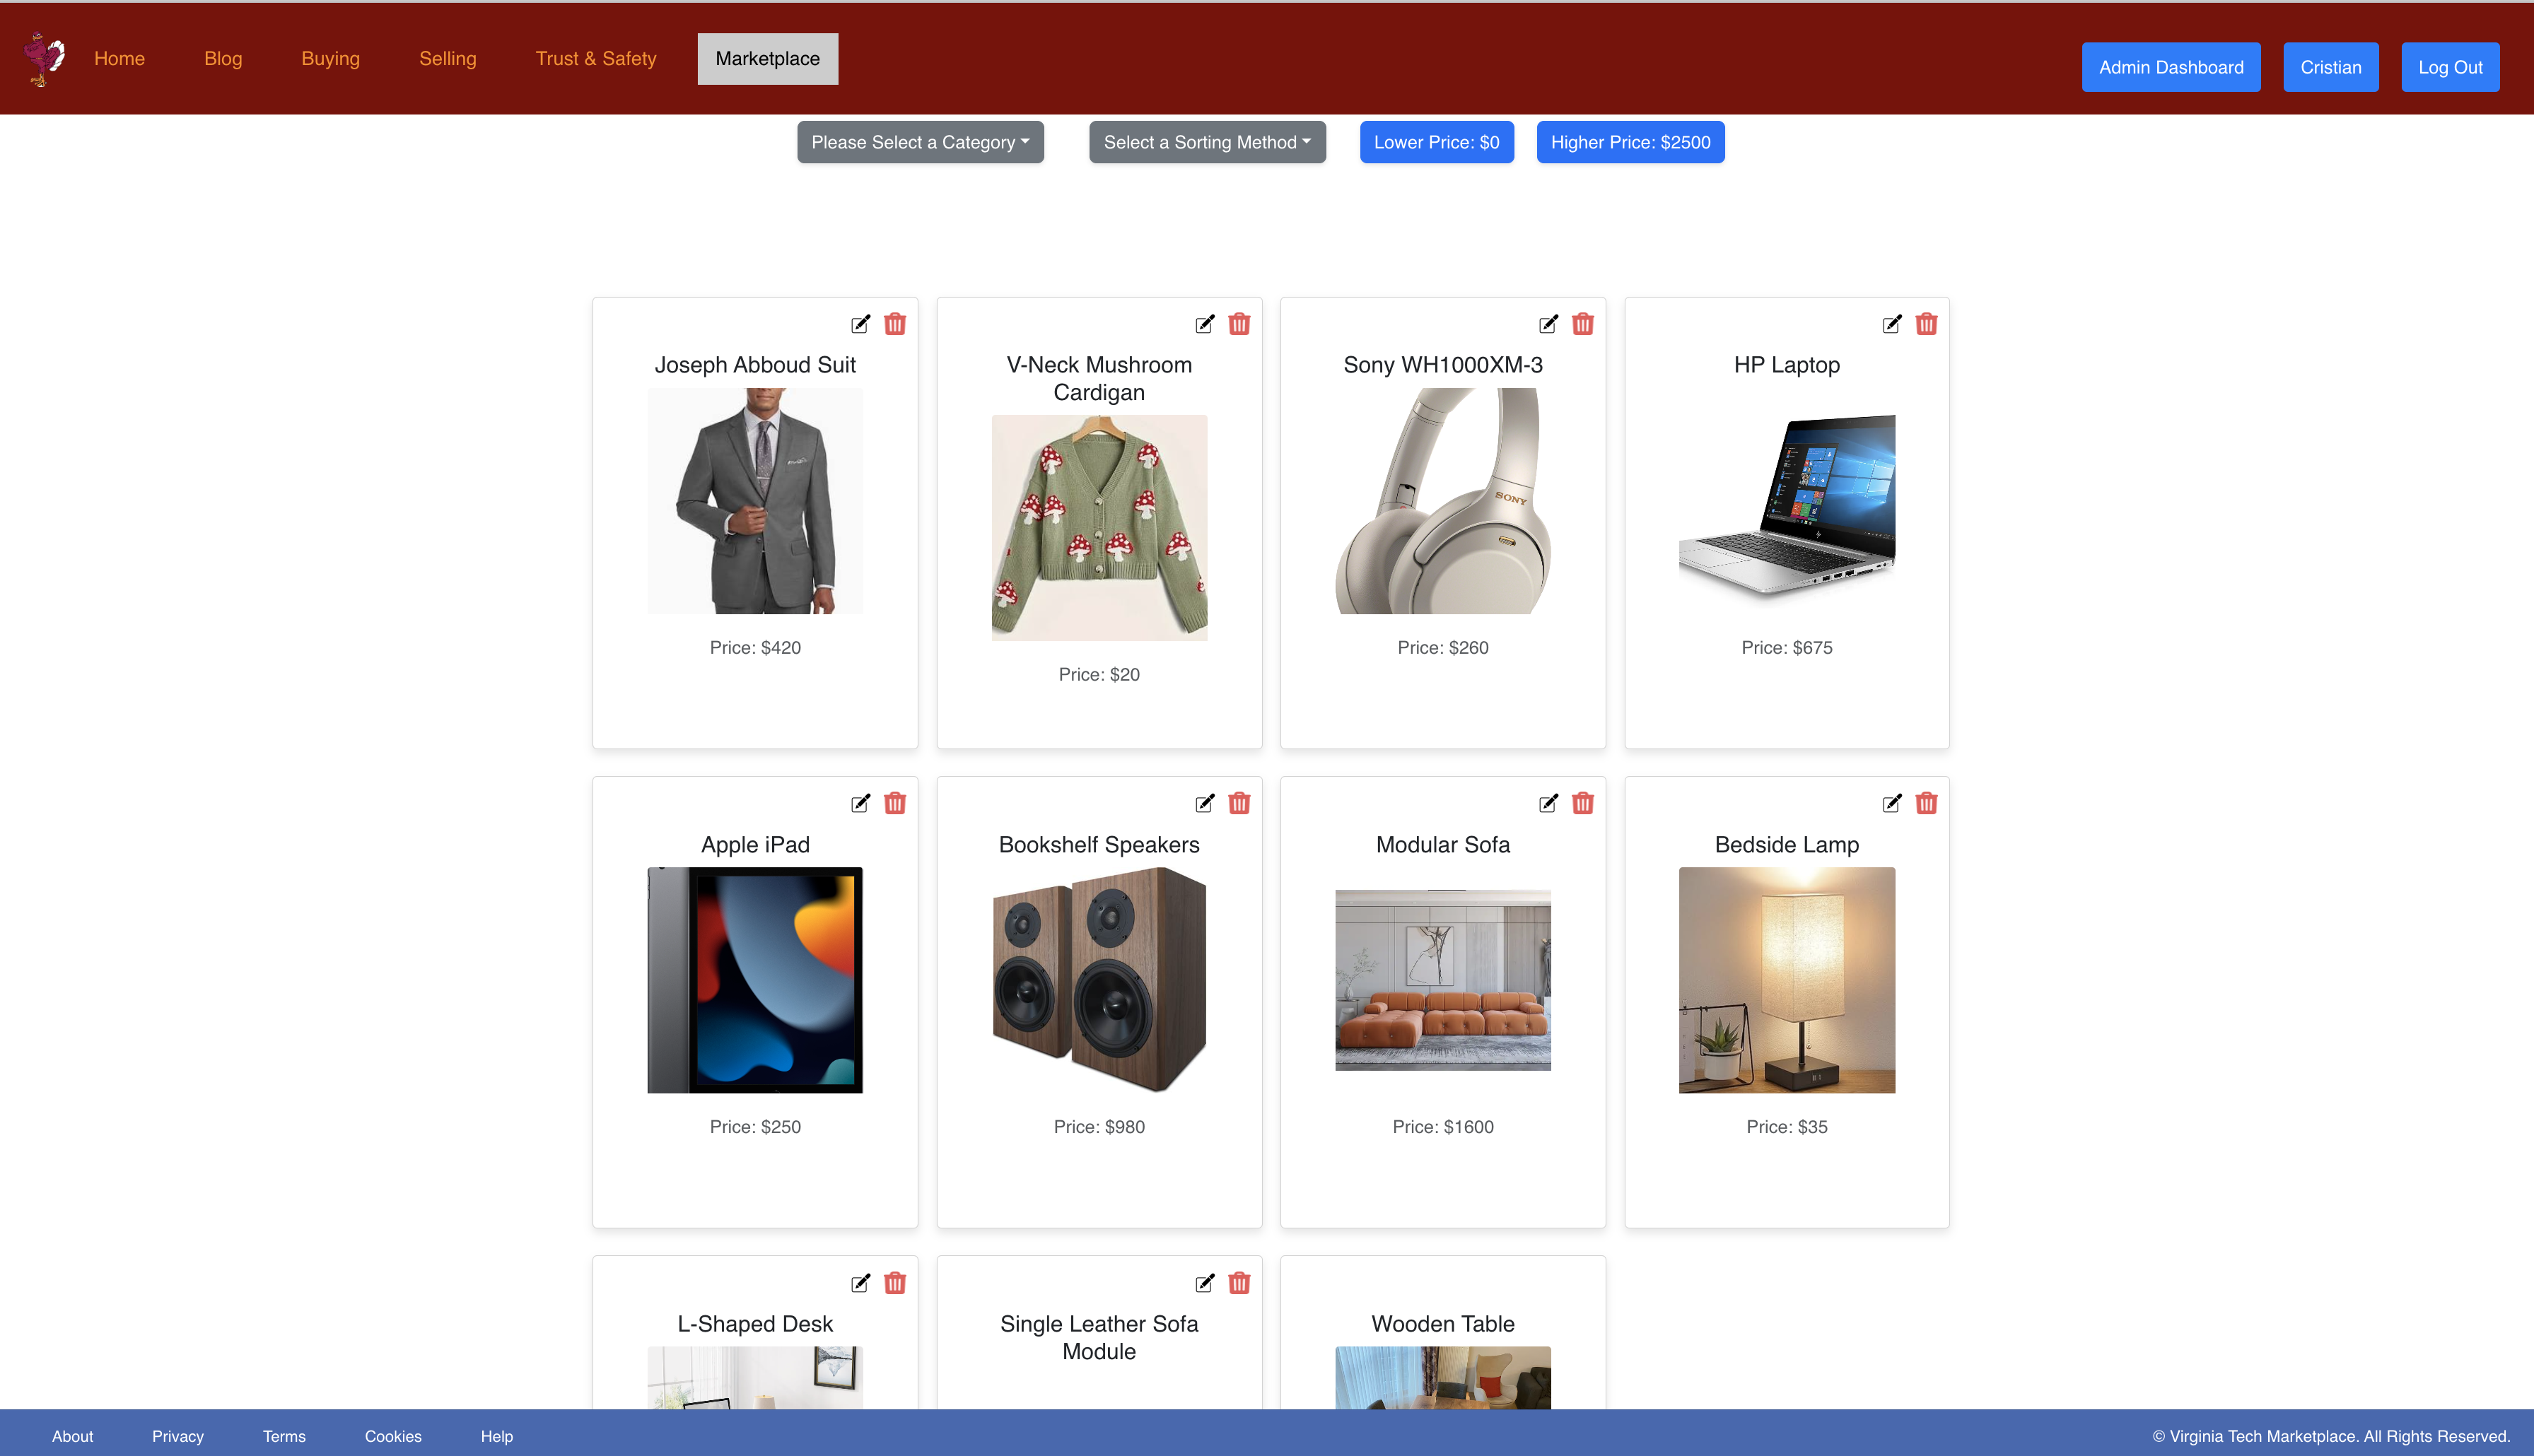 Home Blog Buying Selling Trust & Safety Marketplace Admin Dashboard Cristian Log Out
Please Select a Category Select a Sorting Method Lower Price: $0 Higher Price: $2500
Joseph Abboud Suit
V-Neck Mushroom
Cardigan
Sony WH1000XM-3
HP Laptop
SONY
Price: $420
Price: $20
Price: $260
Price: $675
Apple iPad
Bookshelf Speakers
Modular Sofa
Bedside Lamp
Price: $250
Price: $980
Price: $1600
Price: $35
L-Shaped Desk
Single Leather Sofa
Module
Wooden Table
About Privacy Terms Cookies Help © Virginia Tech Marketplace. All Rights Reserved.